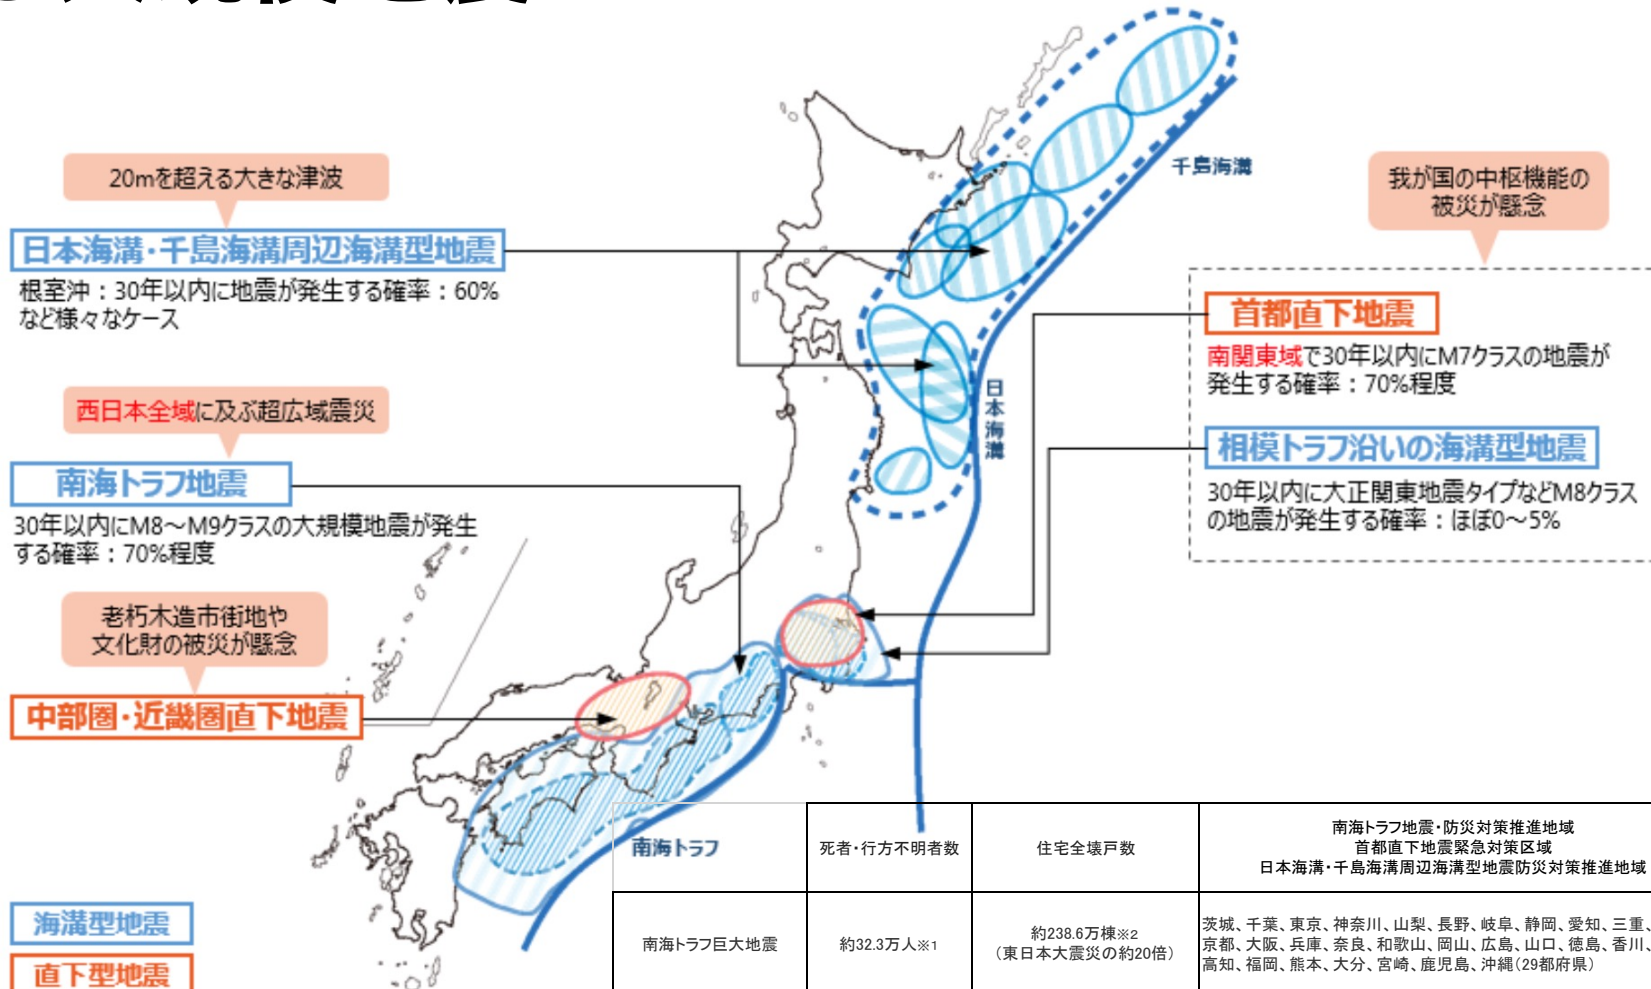 大規模地震
20mを超える大きな津波
日本海溝・千島海溝周辺海溝型地震
根室沖：30年以内に地震が発生する確率：60%
など様々なケース
西日本全域に及ぶ超広域震災
南海トラフ地震
30年以内にM8～M9クラスの大規模地震が発生
する確率：70%程度
老朽木造市街地や
文化財の被災が懸念
中部圏・近畿圏直下地震
海溝型地震
直下型地震
千島海溝
日本海溝
南海トラフ
我が国の中枢機能の
被災が懸念
首都直下地震
南関東域で30年以内にM7クラスの地震が
発生する確率：70%程度
相模トラフ沿いの海溝型地震
30年以内に大正関東地震タイプなどM8クラス
の地震が発生する確率：ほぼ0～5%
死者・行方不明者数
住宅全壊戸数
南海トラフ地震・防災対策推進地域
首都直下地震緊急対策区域
日本海溝・千島海溝周辺海溝型地震防災対策推進地域
南海トラフ巨大地震
約32.3万人※1
約238.6万棟※2
（東日本大震災の約20倍）
茨城、千葉、東京、神奈川、山梨、長野、岐阜、静岡、愛知、三重、
京都、大阪、兵庫、奈良、和歌山、岡山、広島、山口、徳島、香川、
高知、福岡、熊本、大分、宮崎、鹿児島、沖縄(29都府県)